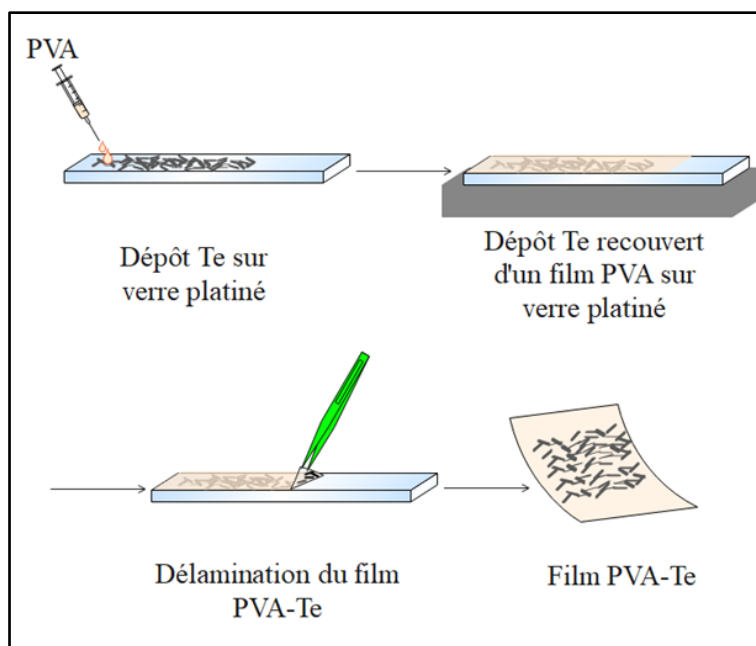 PVA
Dépôt Te sur
verre platiné
Dépôt Te recouvert
d'un film PVA sur
verre platiné
Délamination du film
PVA-Te
Film PVA-Te